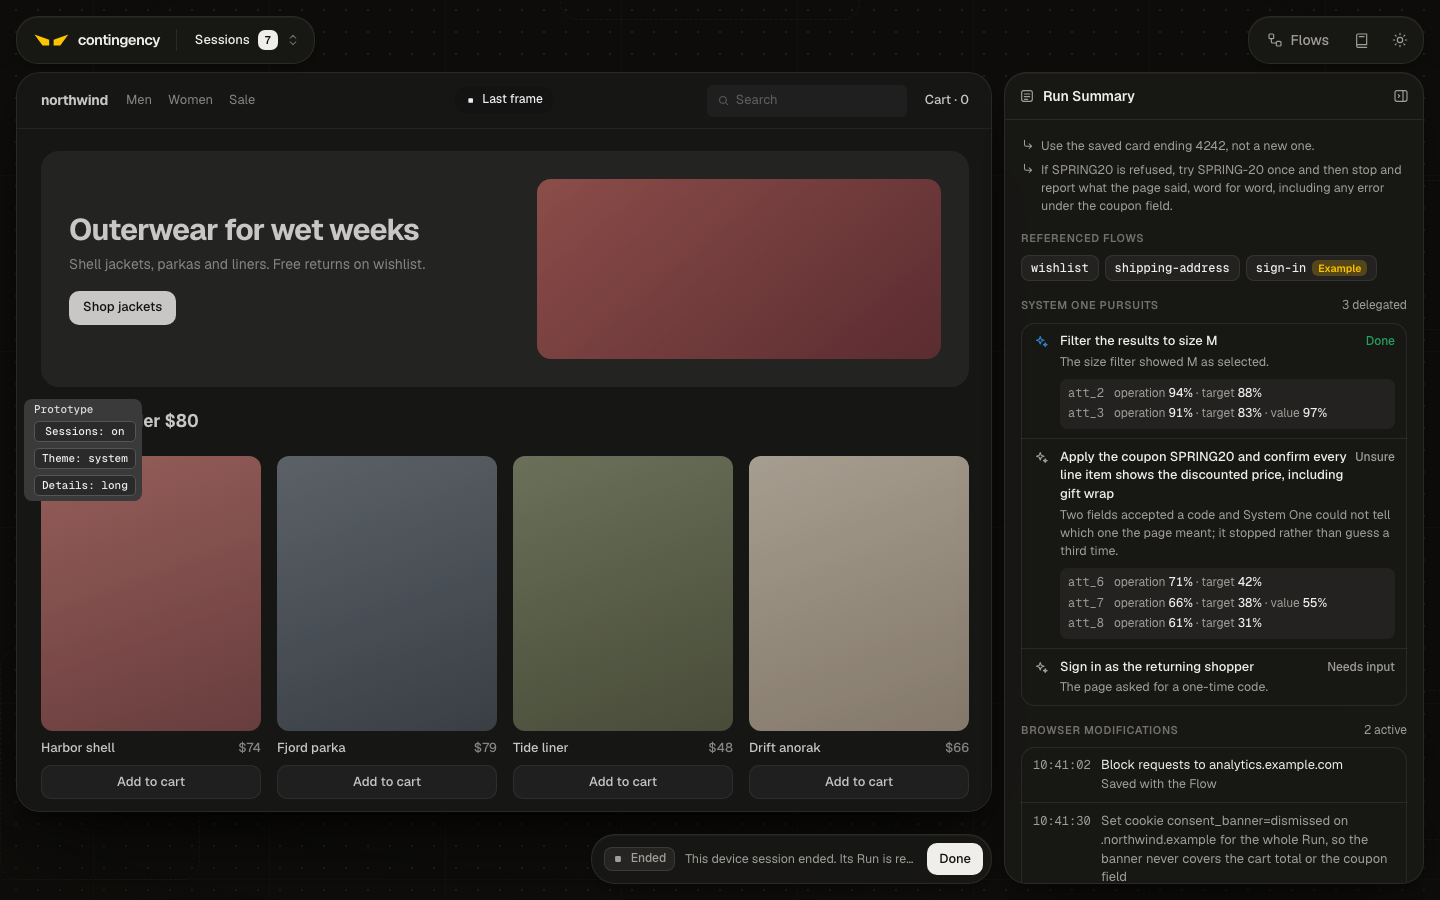 contingency
Sessions 7
Flows
northwind Men Women Sale
Last frame
Search
Cart · 0
Outerwear for wet weeks
Shell jackets, parkas and liners. Free returns on wishlist.
Shop jackets
Prototype
Sessions: on
Theme: system
Details: long
er $80
Harbor shell $74
Fjord parka $79
Tide liner $48
Drift anorak $66
Add to cart
Add to cart
Add to cart
Add to cart
Ended
This device session ended. Its Run is re…
Done
Run Summary
Use the saved card ending 4242, not a new one.
If SPRING20 is refused, try SPRING-20 once and then stop and
report what the page said, word for word, including any error
under the coupon field.
REFERENCED FLOWS
wishlist
shipping-address
sign-in Example
SYSTEM ONE PURSUITS 3 delegated
Filter the results to size M Done
The size filter showed M as selected.
att_2 operation 94% · target 88%
att_3 operation 91% · target 83% · value 97%
Apply the coupon SPRING20 and confirm every Unsure
line item shows the discounted price, including
gift wrap
Two fields accepted a code and System One could not tell
which one the page meant; it stopped rather than guess a
third time.
att_6 operation 71% · target 42%
att_7 operation 66% · target 38% · value 55%
att_8 operation 61% · target 31%
Sign in as the returning shopper Needs input
The page asked for a one-time code.
BROWSER MODIFICATIONS 2 active
10:41:02 Block requests to analytics.example.com
Saved with the Flow
10:41:30 Set cookie consent_banner=dismissed on
.northwind.example for the whole Run, so the
banner never covers the cart total or the coupon
field